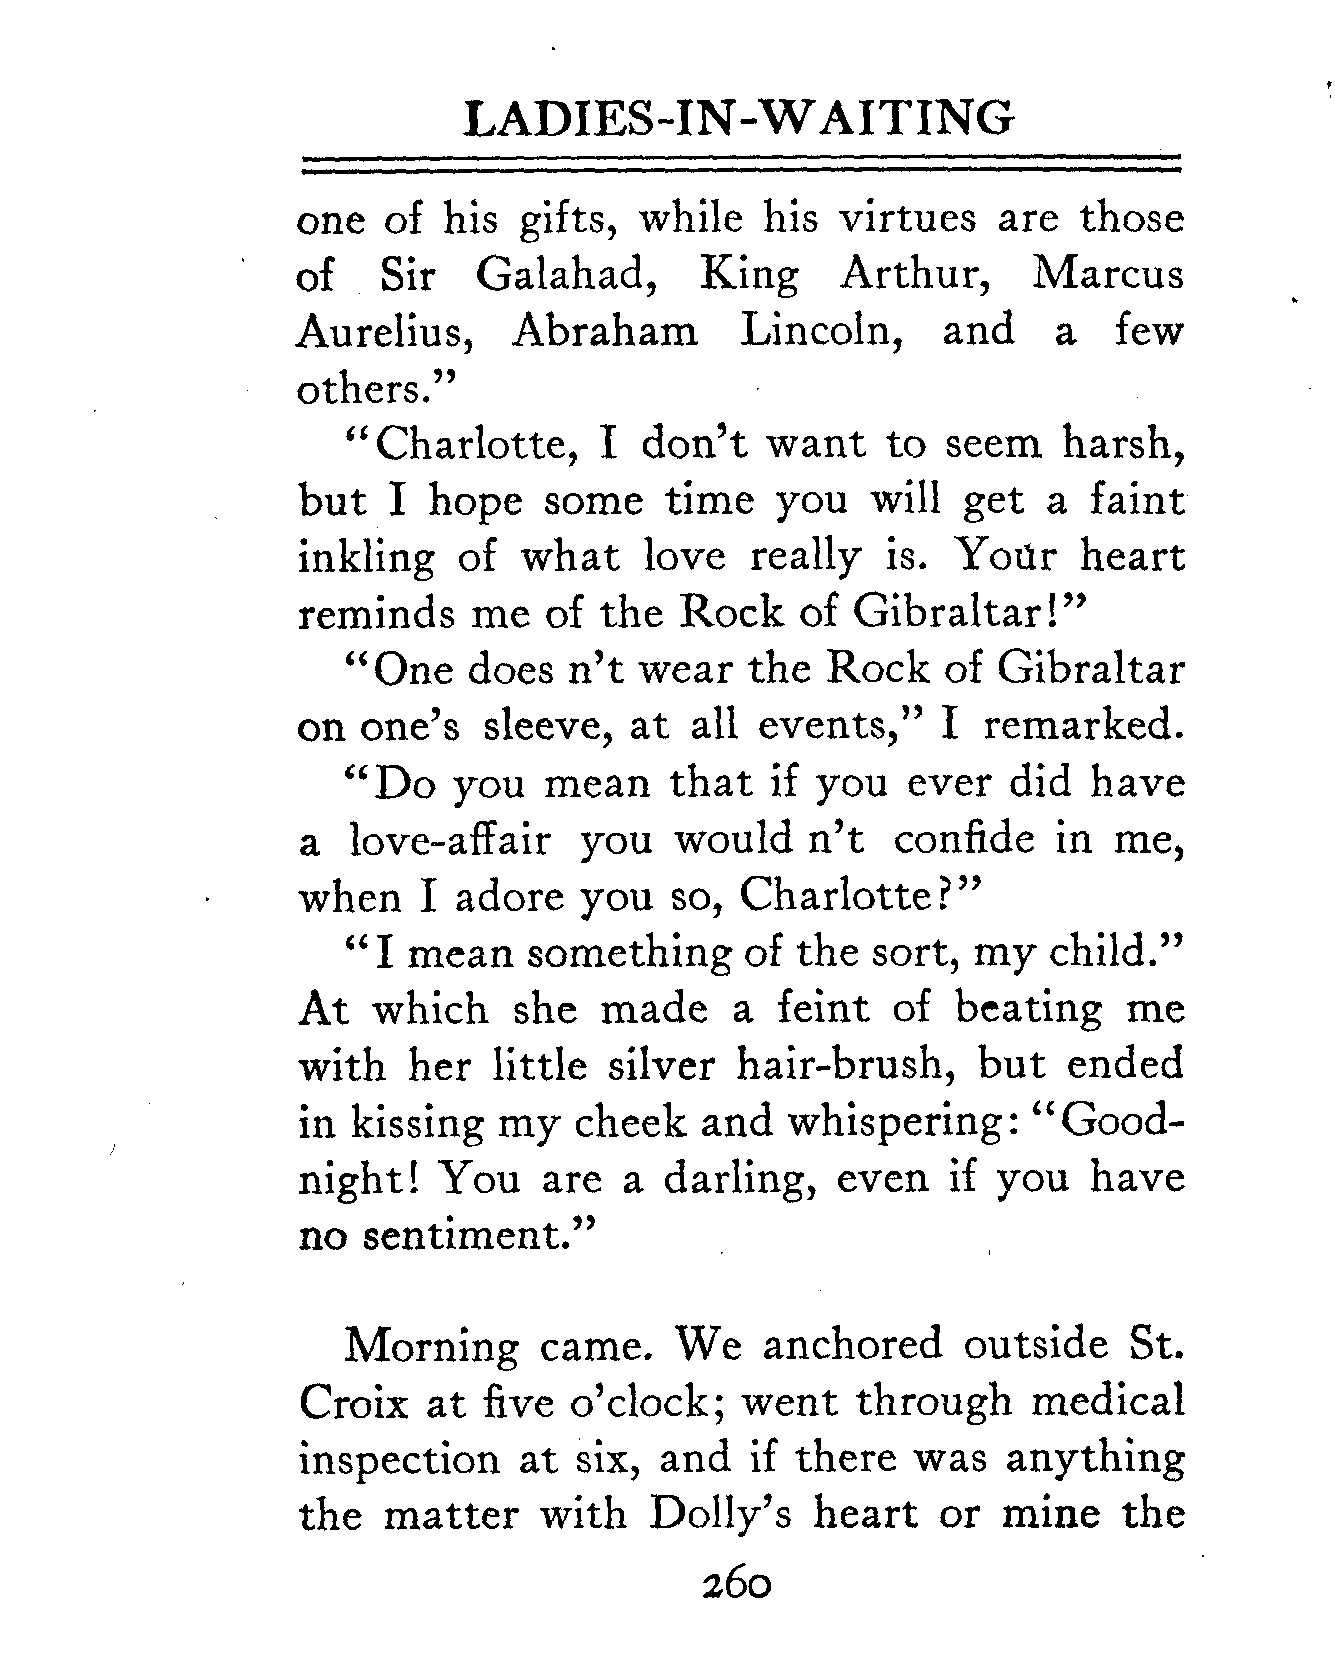 LADIES-IN-WAITING
one of his gifts, while his virtues are those
of Sir Galahad, King Arthur, Marcus
Aurelius, Abraham Lincoln, and a few
others.”
“Charlotte, I don’t want to seem harsh,
but I hope some time you will get a faint
inkling of what love really is. Your heart
reminds me of the Rock of Gibraltar!”
“One does n’t wear the Rock of Gibraltar
on one’s sleeve, at all events,” I remarked.
“Do you mean that if you ever did have
a love-affair you would n’t confide in me,
when I adore you so, Charlotte?”
“I mean something of the sort, my child.”
At which she made a feint of beating me
with her little silver hair-brush, but ended
in kissing my cheek and whispering: “Good-
night! You are a darling, even if you have
no sentiment.”
Morning came. We anchored outside St.
Croix at five o’clock; went through medical
inspection at six, and if there was anything
the matter with Dolly’s heart or mine the
260